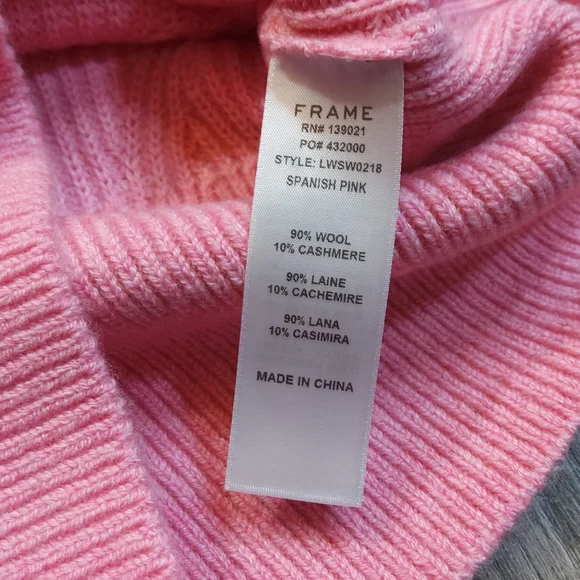 FRAME
RN# 139021
PO# 432000
STYLE: LWSW0218
SPANISH PINK
90% WOOL
10% CASHMERE
90% LAINE
10% CACHEMIRE
90% LANA
10% CASIMIRA
MADE IN CHINA